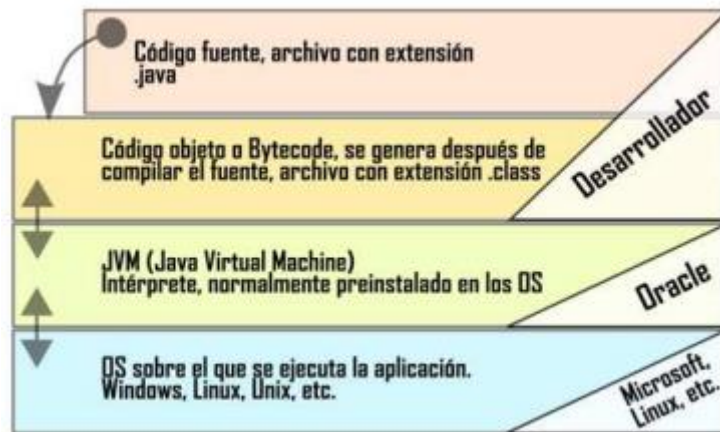 Código fuente, archivo con extensión
.java
Código objeto o Bytecode, se genera después de
compilar el fuente, archivo con extensión .class
Desarrollador
JVM (Java Virtual Machine)
Intérprete, normalmente preinstalado en los OS
Oracle
OS sobre el que se ejecuta la aplicación.
Windows, Linux, Unix, etc.
Microsoft,
Linux, etc.